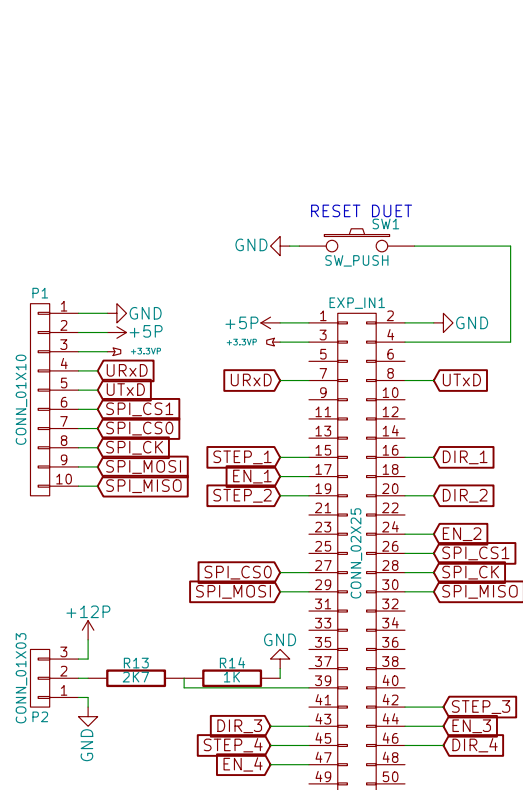 RESET DUET
SW1
GND
SW_PUSH
P1
CONN_01X10
1 GND
2 +5P
3 +3.3VP
4 URxD
5 UTxD
6 SPI_CS1
7 SPI_CS0
8 SPI_CK
9 SPI_MOSI
10 SPI_MISO
EXP_IN1
CONN_02X25
+5P 1 2 GND
+3.3VP 3 4
5 6
URxD 7 8 UTxD
9 10
11 12
13 14
STEP_1 15 16 DIR_1
EN_1 17 18
STEP_2 19 20 DIR_2
21 22
23 24 EN_2
25 26 SPI_CS1
SPI_CS0 27 28 SPI_CK
SPI_MOSI 29 30 SPI_MISO
31 32
33 34
35 36
37 38
39 40
41 42 STEP_3
DIR_3 43 44 EN_3
STEP_4 45 46 DIR_4
EN_4 47 48
49 50
+12P
CONN_01X03
3
2
1
P2
GND
R13
2K7
R14
1K
GND